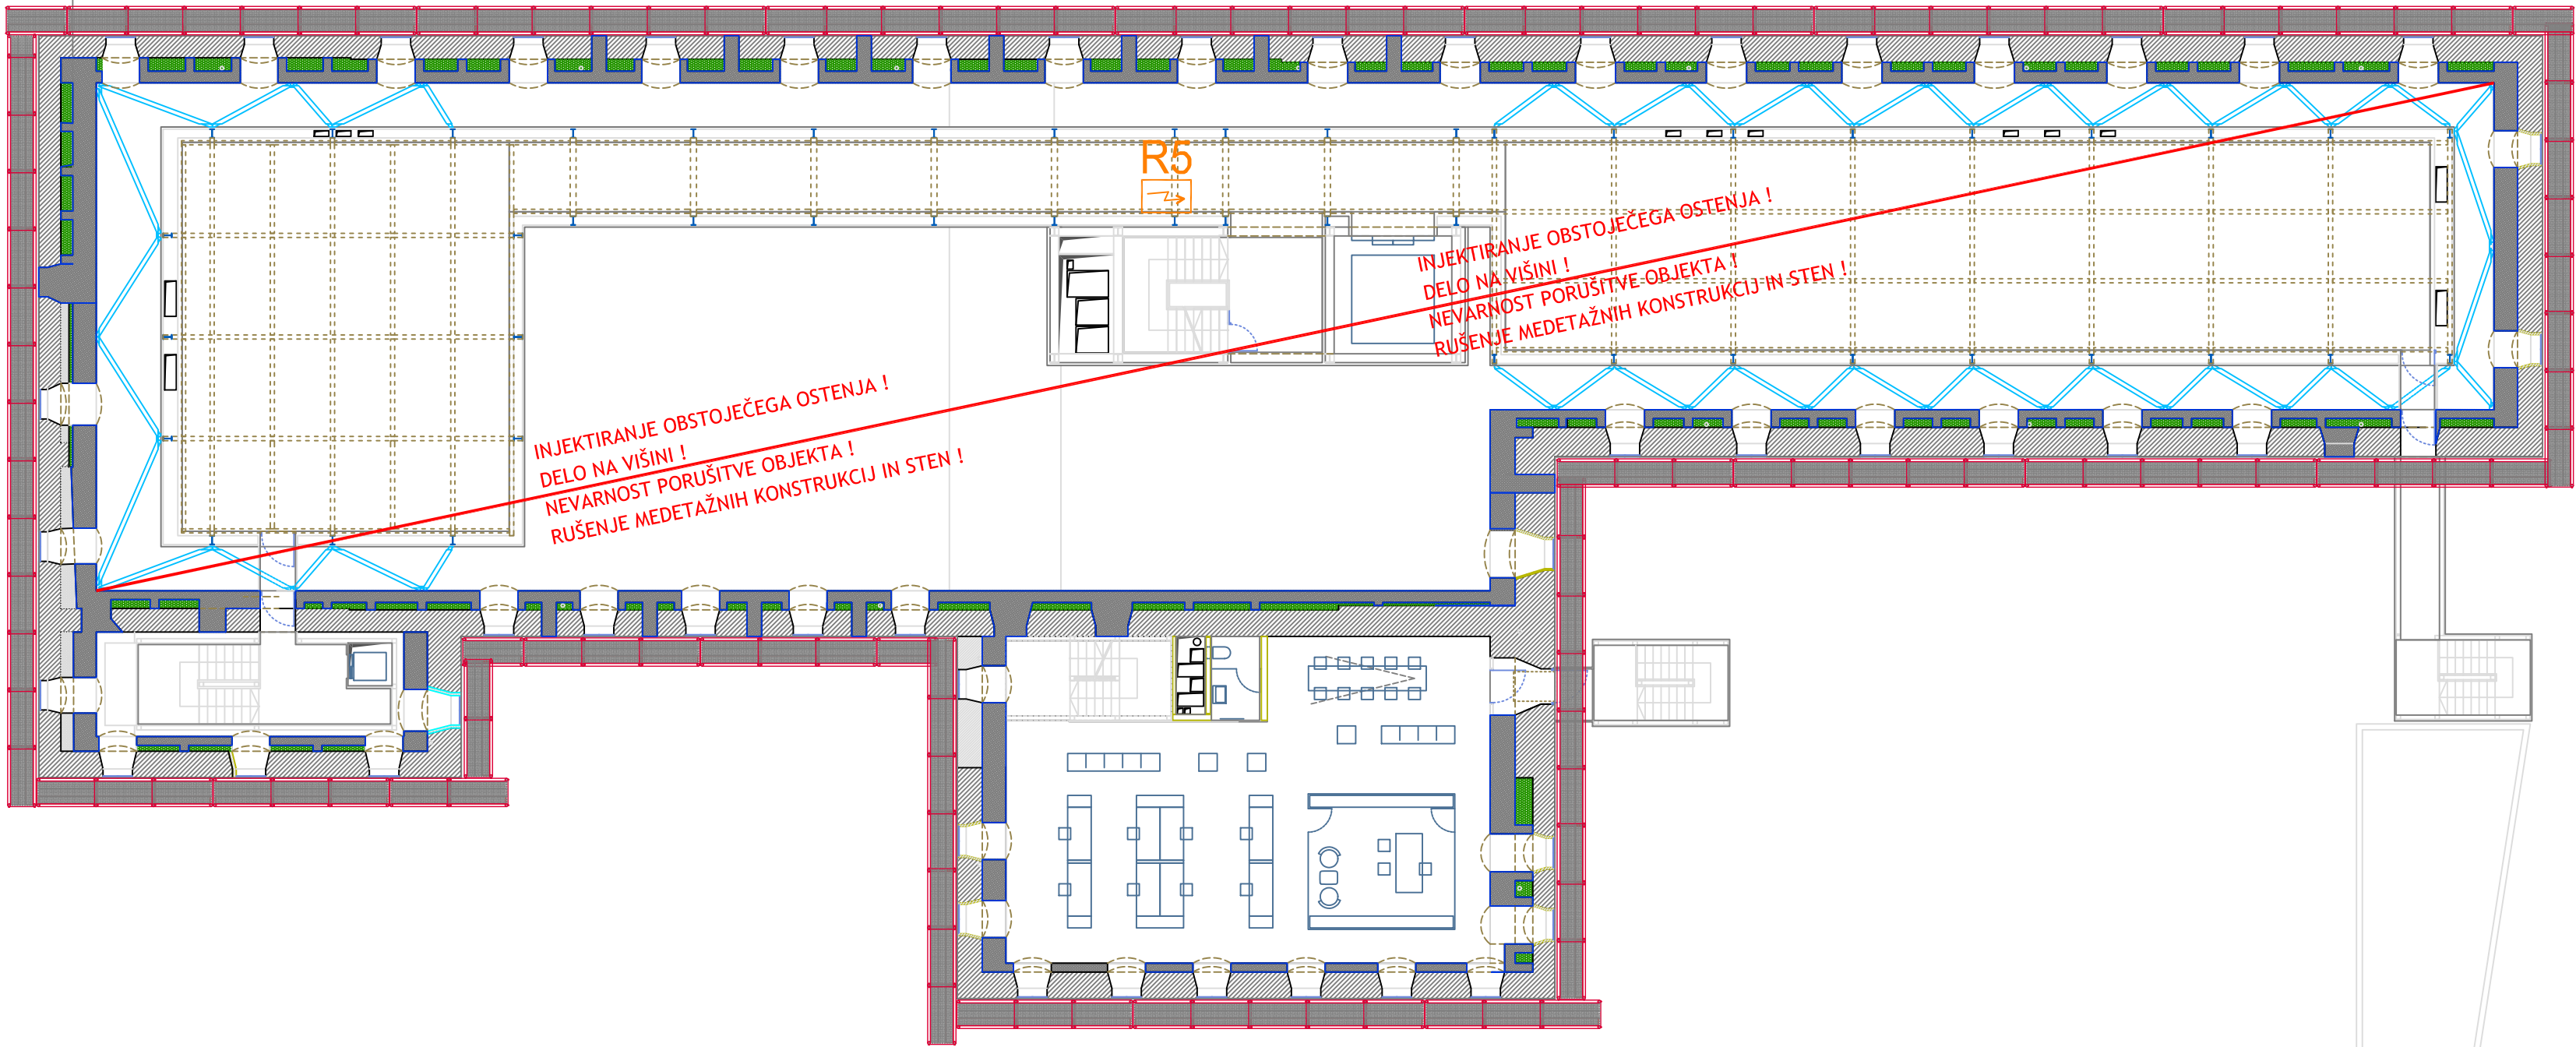 R5
INJEKTIRANJE OBSTOJEČEGA OSTENJA !
DELO NA VIŠINI !
NEVARNOST PORUŠITVE OBJEKTA !
RUŠENJE MEDETAŽNIH KONSTRUKCIJ IN STEN !
INJEKTIRANJE OBSTOJEČEGA OSTENJA !
DELO NA VIŠINI !
NEVARNOST PORUŠITVE OBJEKTA !
RUŠENJE MEDETAŽNIH KONSTRUKCIJ IN STEN !